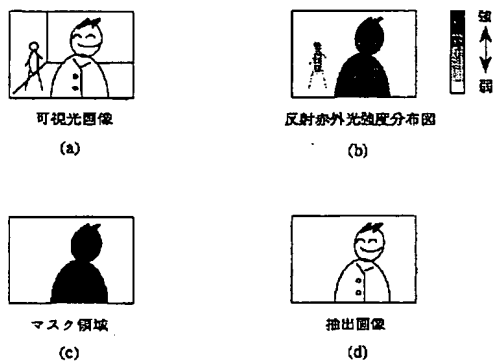 強
弱
可視光画像
(a)
反射赤外光強度分布図
(b)
マスク領域
(c)
抽出画像
(d)